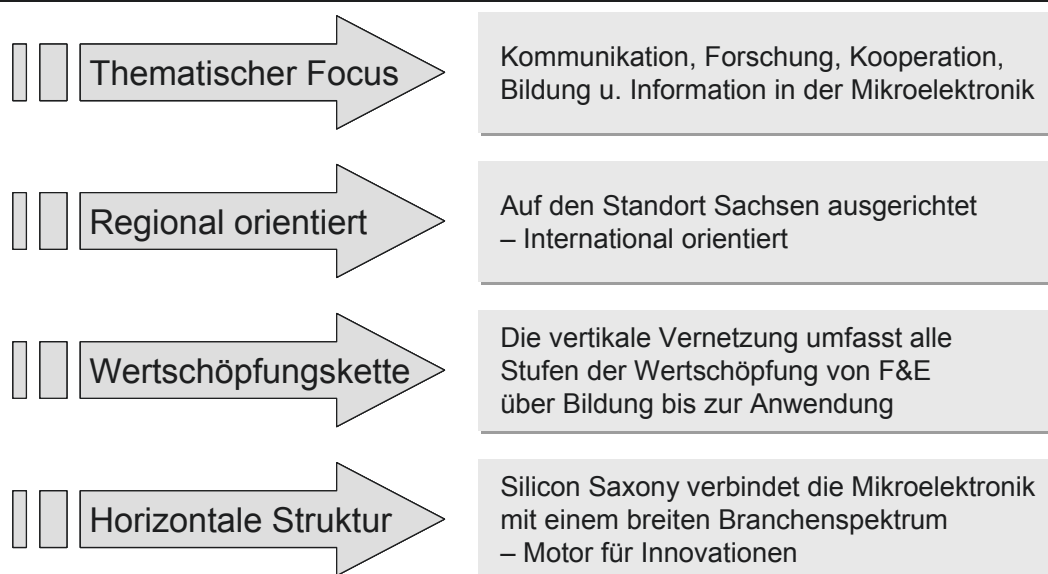 Thematischer Focus
Kommunikation, Forschung, Kooperation,
Bildung u. Information in der Mikroelektronik
Regional orientiert
Auf den Standort Sachsen ausgerichtet
– International orientiert
Wertschöpfungskette
Die vertikale Vernetzung umfasst alle
Stufen der Wertschöpfung von F&E
über Bildung bis zur Anwendung
Horizontale Struktur
Silicon Saxony verbindet die Mikroelektronik
mit einem breiten Branchenspektrum
– Motor für Innovationen